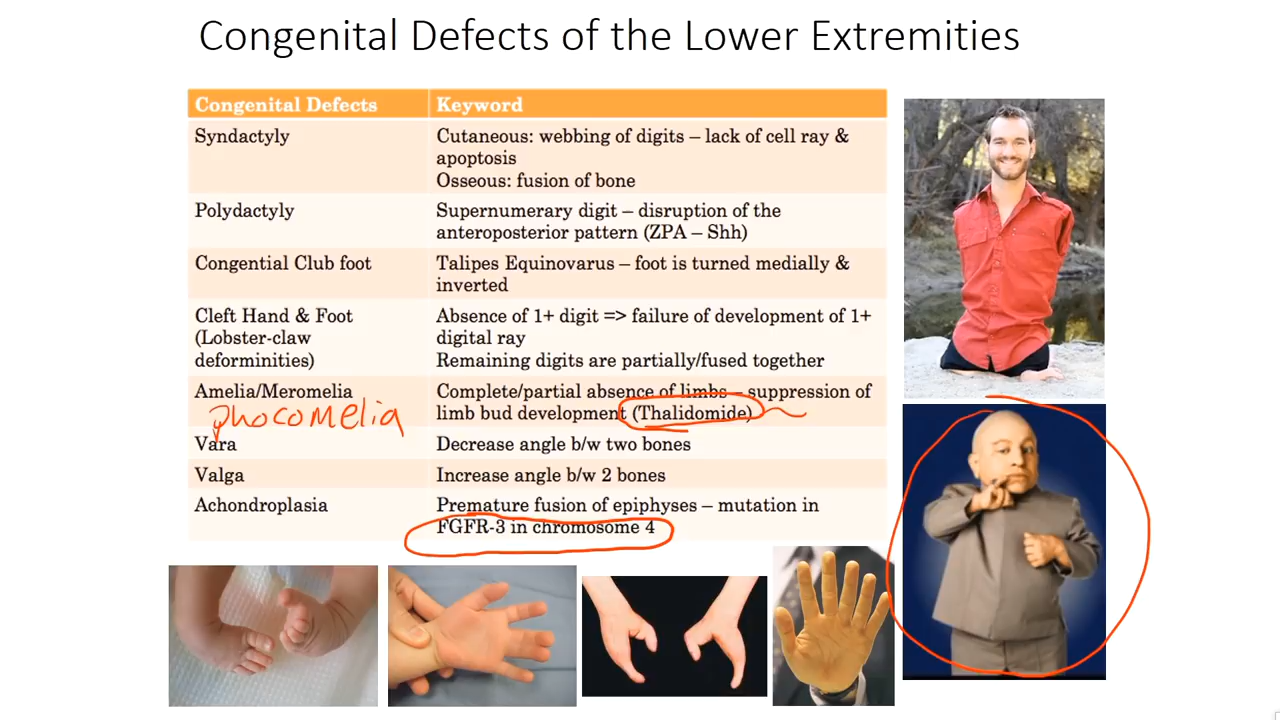 Congenital Defects of the Lower Extremities
Congenital Defects
Keyword
Syndactyly
Cutaneous: webbing of digits – lack of cell ray &
apoptosis
Osseous: fusion of bone
Polydactyly
Supernumerary digit – disruption of the
anteroposterior pattern (ZPA – Shh)
Congential Club foot
Talipes Equinovarus – foot is turned medially &
inverted
Cleft Hand & Foot
(Lobster-claw
deforminities)
Absence of 1+ digit => failure of development of 1+
digital ray
Remaining digits are partially/fused together
Amelia/Meromelia
phocomelia
Complete/partial absence of limbs – suppression of
limb bud development (Thalidomide)
Vara
Decrease angle b/w two bones
Valga
Increase angle b/w 2 bones
Achondroplasia
Premature fusion of epiphyses – mutation in
FGFR-3 in chromosome 4